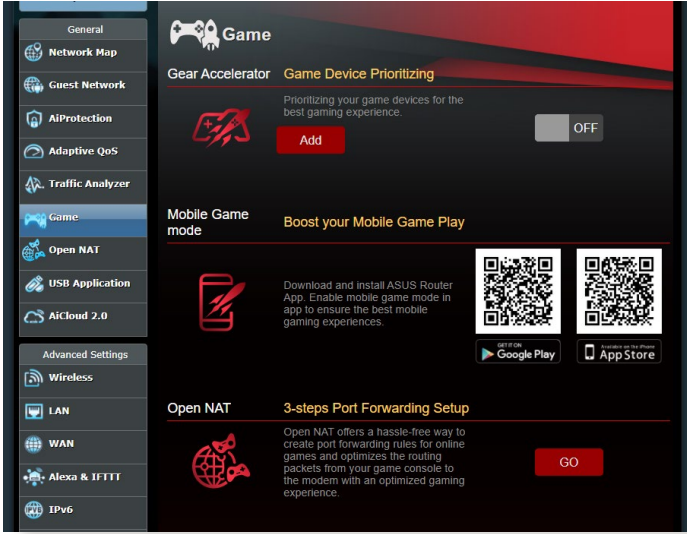 General
Network Map
Guest Network
AiProtection
Adaptive QoS
Traffic Analyzer
Game
Open NAT
USB Application
AiCloud 2.0
Advanced Settings
Wireless
LAN
WAN
Alexa & IFTTT
IPv6
Game
Gear Accelerator
Game Device Prioritizing
Prioritizing your game devices for the
best gaming experience.
Add
OFF
Mobile Game
mode
Boost your Mobile Game Play
Download and install ASUS Router
App. Enable mobile game mode in
app to ensure the best mobile
gaming experiences.
GET IT ON
Google Play
Available on the iPhone
App Store
Open NAT
3-steps Port Forwarding Setup
Open NAT offers a hassle-free way to
create port forwarding rules for online
games and optimizes the routing
packets from your game console to
the modem with an optimized gaming
experience.
GO